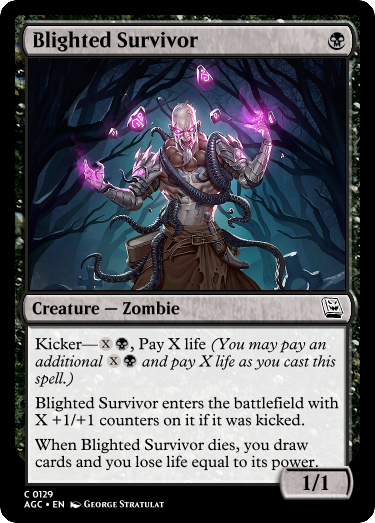 Blighted Survivor
Creature — Zombie
Kicker—X, Pay X life (You may pay an
additional X and pay X life as you cast this
spell.)
Blighted Survivor enters the battlefield with
X +1/+1 counters on it if it was kicked.
When Blighted Survivor dies, you draw
cards and you lose life equal to its power.
1/1
C 0129
AGC • EN George Stratulat